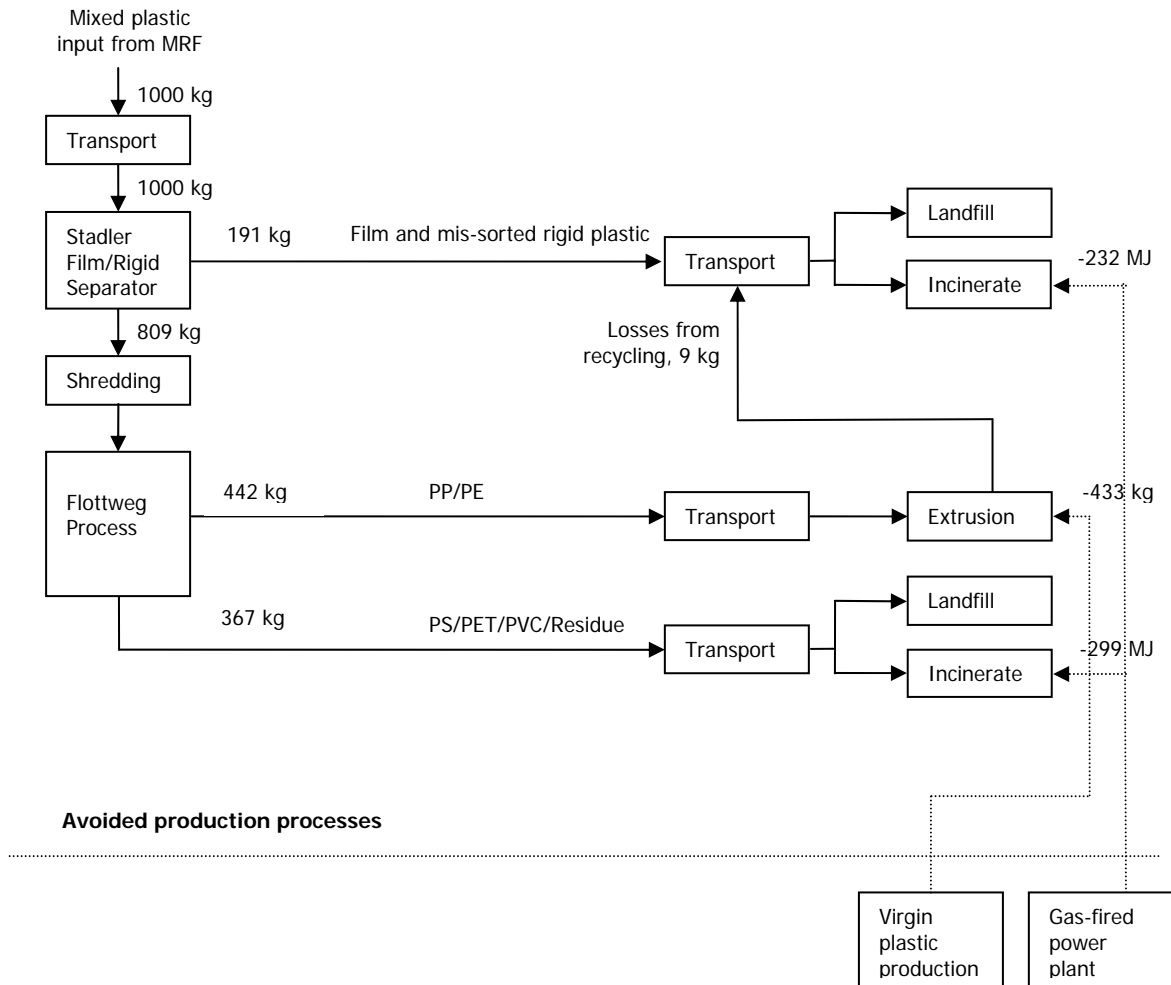 Mixed plastic
input from MRF
1000 kg
Transport
1000 kg
Stadler
Film/Rigid
Separator
191 kg
Film and mis-sorted rigid plastic
Transport
Landfill
Incinerate
-232 MJ
809 kg
Losses from
recycling, 9 kg
Shredding
Flottweg
Process
442 kg
PP/PE
Transport
Extrusion
-433 kg
367 kg
PS/PET/PVC/Residue
Transport
Landfill
Incinerate
-299 MJ
Avoided production processes
Virgin
plastic
production
Gas-fired
power
plant